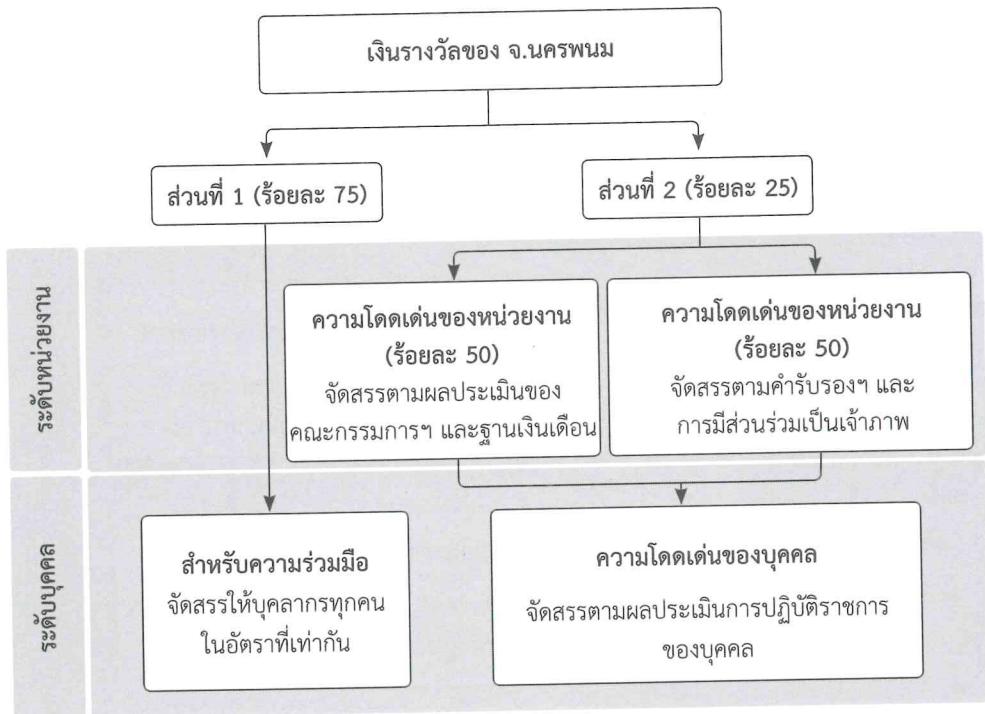 เงินรางวัลของ จ.นครพนม
ส่วนที่ 1 (ร้อยละ 75)
ส่วนที่ 2 (ร้อยละ 25)
ระดับหน่วยงาน
ความโดดเด่นของหน่วยงาน
(ร้อยละ 50)
จัดสรรตามผลประเมินของ
คณะกรรมการฯ และฐานเงินเดือน
ความโดดเด่นของหน่วยงาน
(ร้อยละ 50)
จัดสรรตามคำรับรองฯ และ
การมีส่วนร่วมเป็นเจ้าภาพ
ระดับบุคคล
สำหรับความร่วมมือ
จัดสรรให้บุคลากรทุกคน
ในอัตราที่เท่ากัน
ความโดดเด่นของบุคคล
จัดสรรตามผลประเมินการปฏิบัติราชการ
ของบุคคล